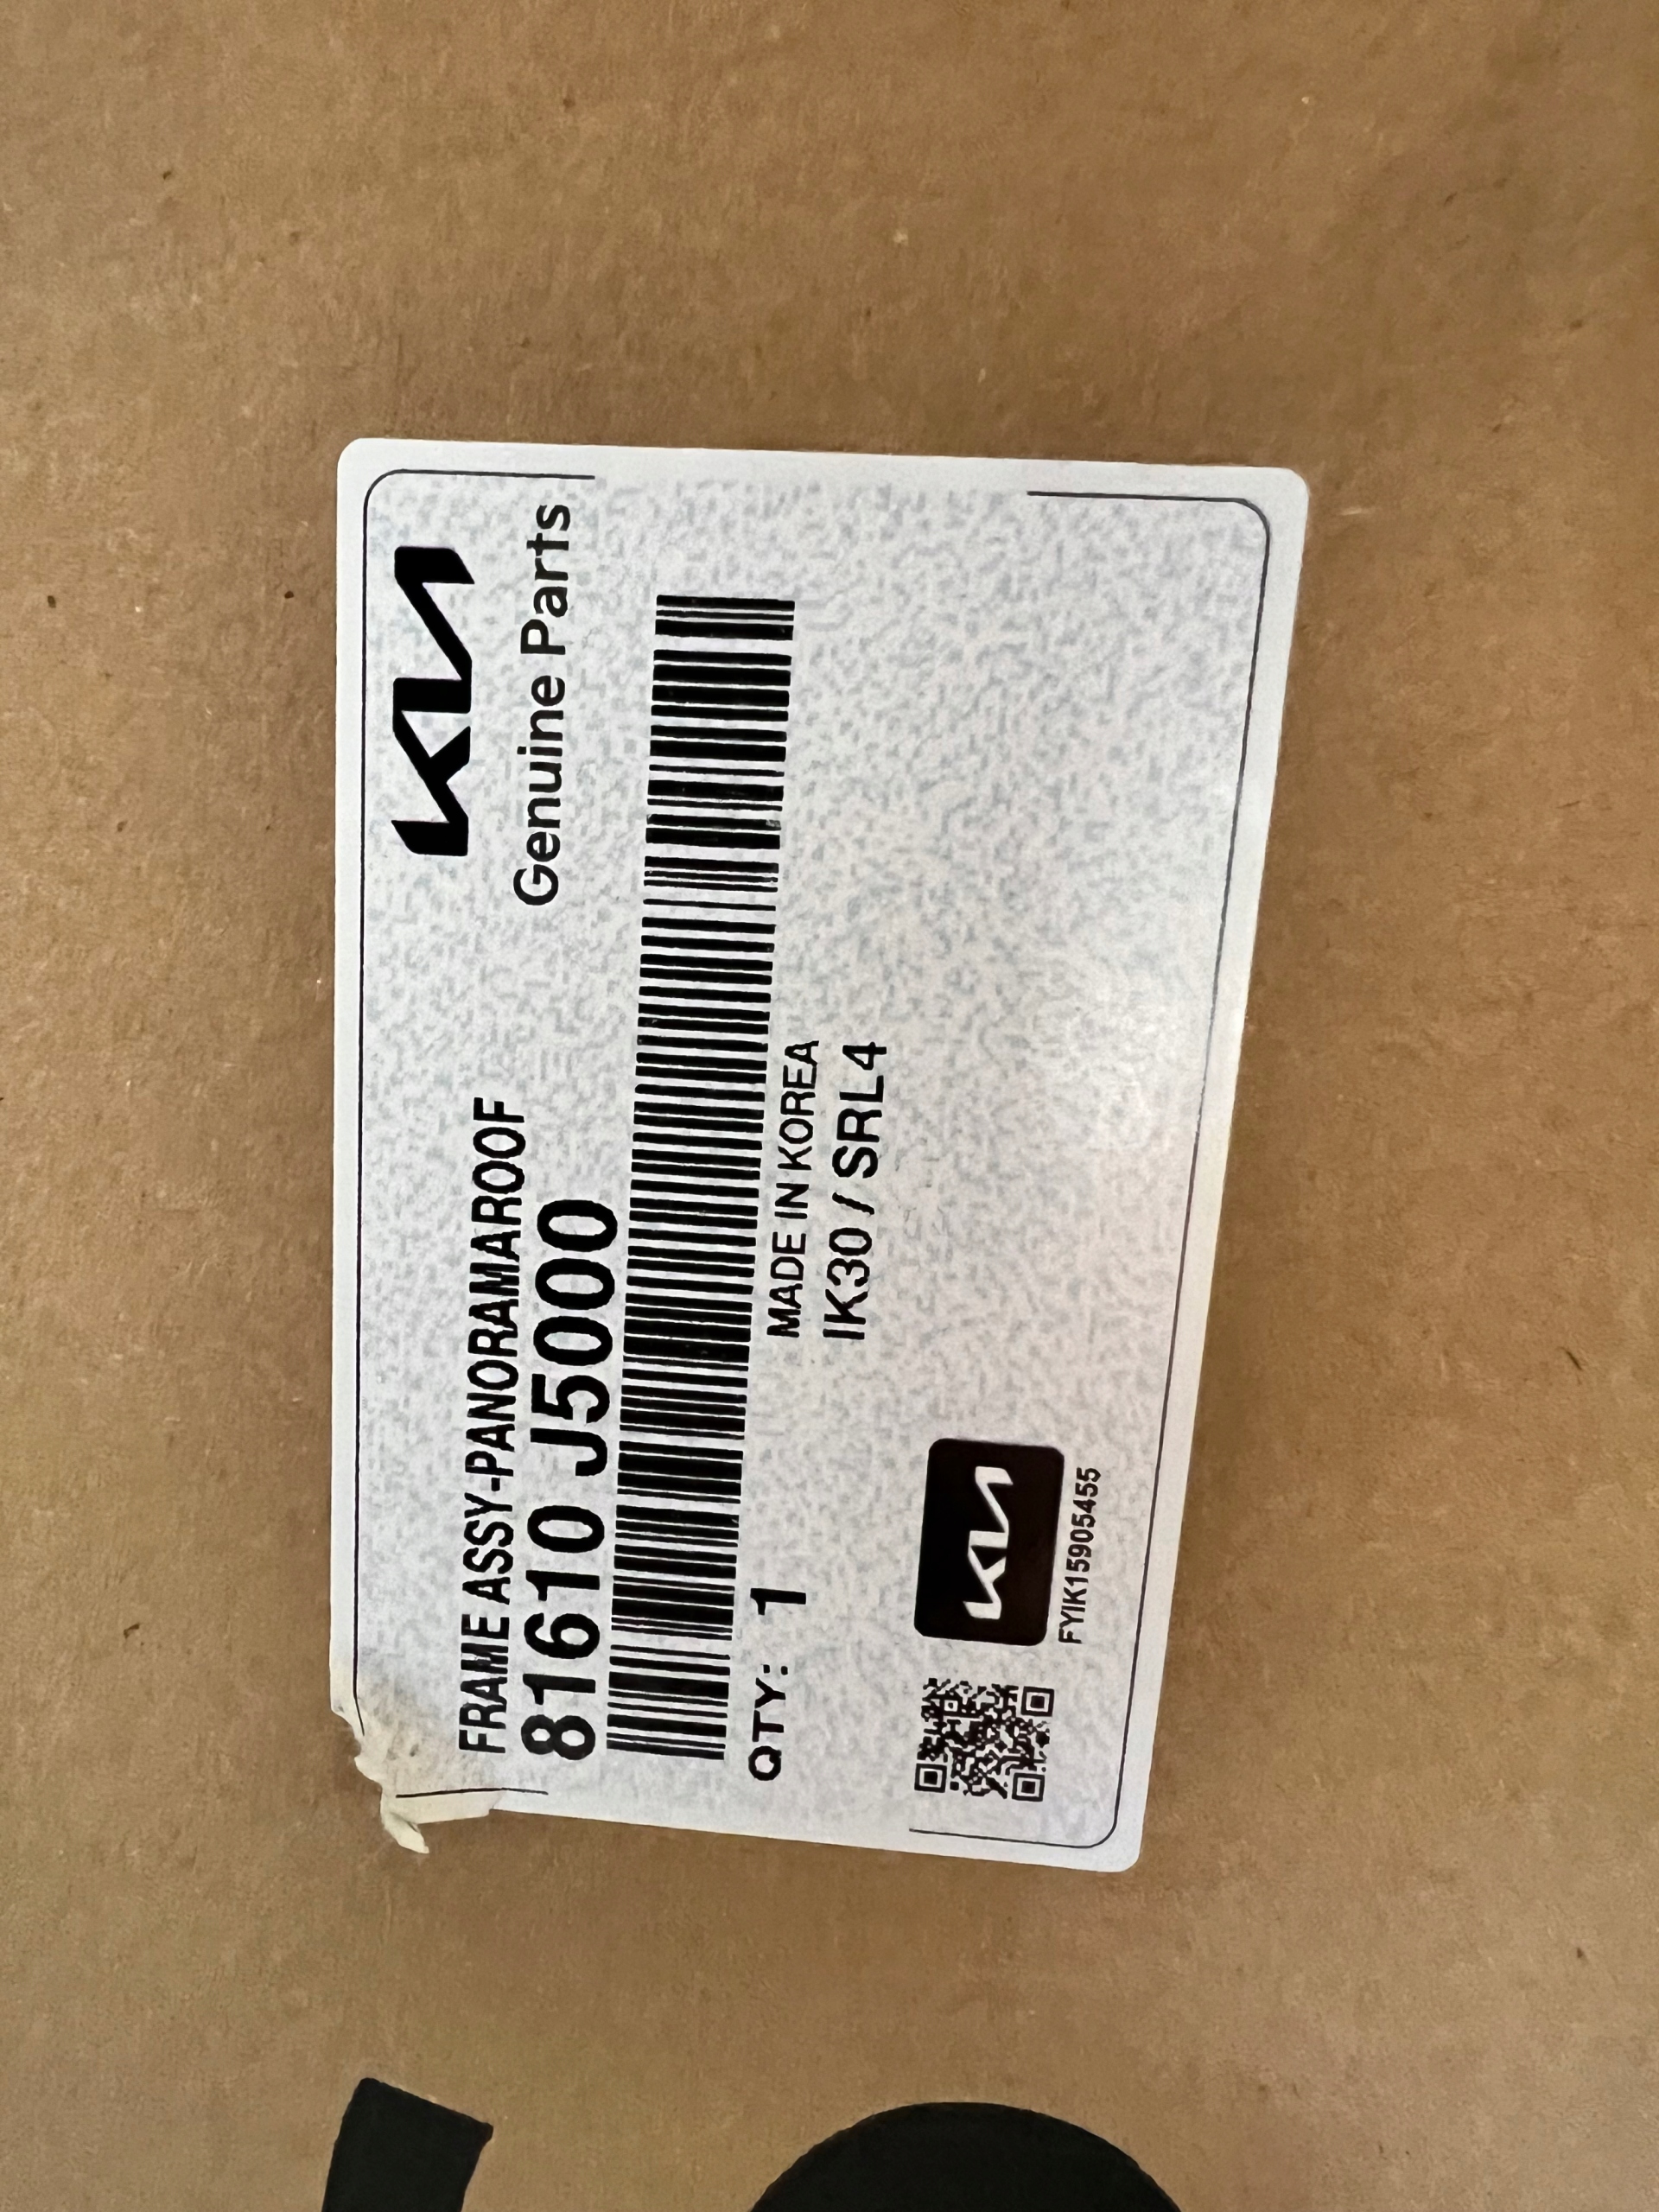 KIA
Genuine Parts
FRAME ASSY-PANORAMAROOF
81610 J5000
QTY: 1
MADE IN KOREA
IK30 / SRL4
KIA
FYIK15905455